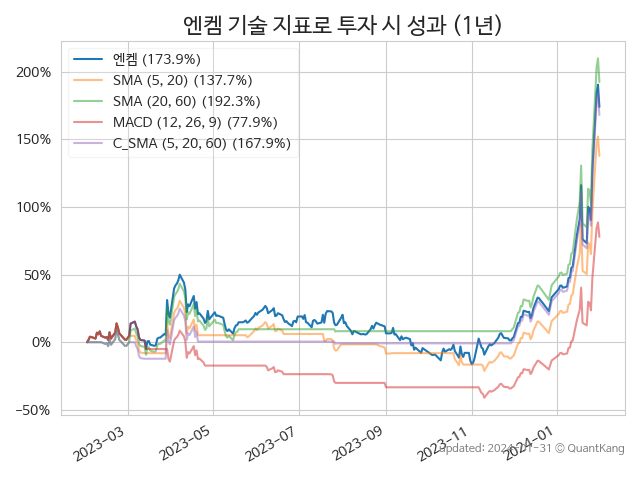 엔켐 기술 지표로 투자 시 성과 (1년)
엔켐 (173.9%)
SMA (5, 20) (137.7%)
SMA (20, 60) (192.3%)
MACD (12, 26, 9) (77.9%)
C_SMA (5, 20, 60) (167.9%)
200%
150%
100%
50%
0%
−50%
2023−03
2023−05
2023−07
2023−09
2023−11
2024−01
updated: 2024-01-31 © QuantKang